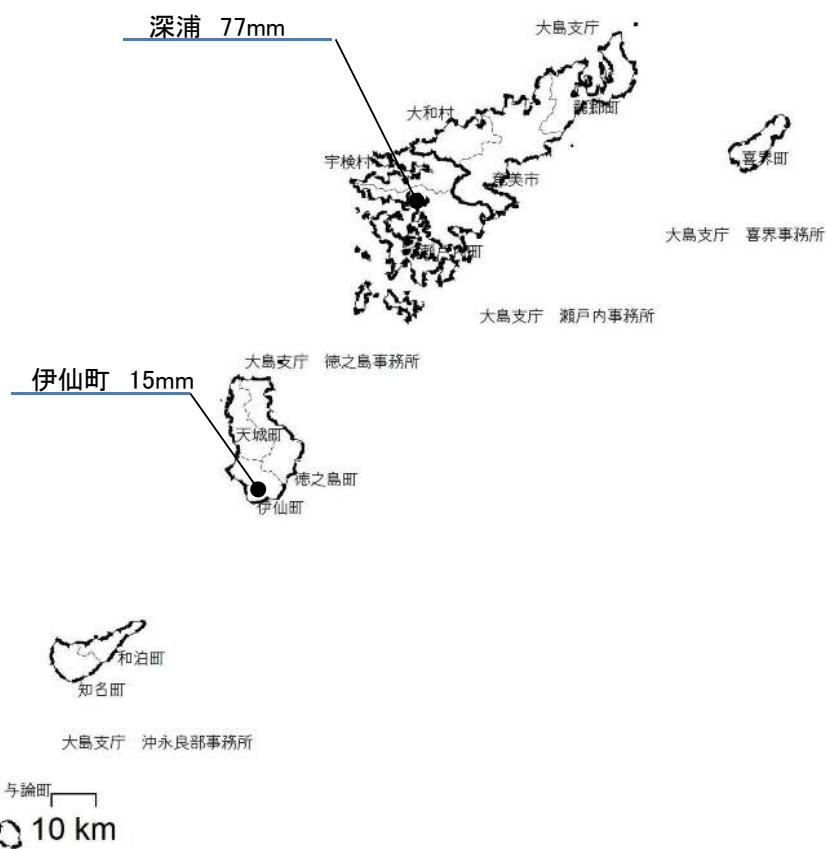 深浦 77mm
大島支庁
大和村
龍郷町
喜界町
宇検村
奄美市
大島支庁 喜界事務所
瀬戸内町
大島支庁 瀬戸内事務所
大島支庁 徳之島事務所
伊仙町 15mm
天城町
徳之島町
伊仙町
和泊町
知名町
大島支庁 沖永良部事務所
与論町
10 km